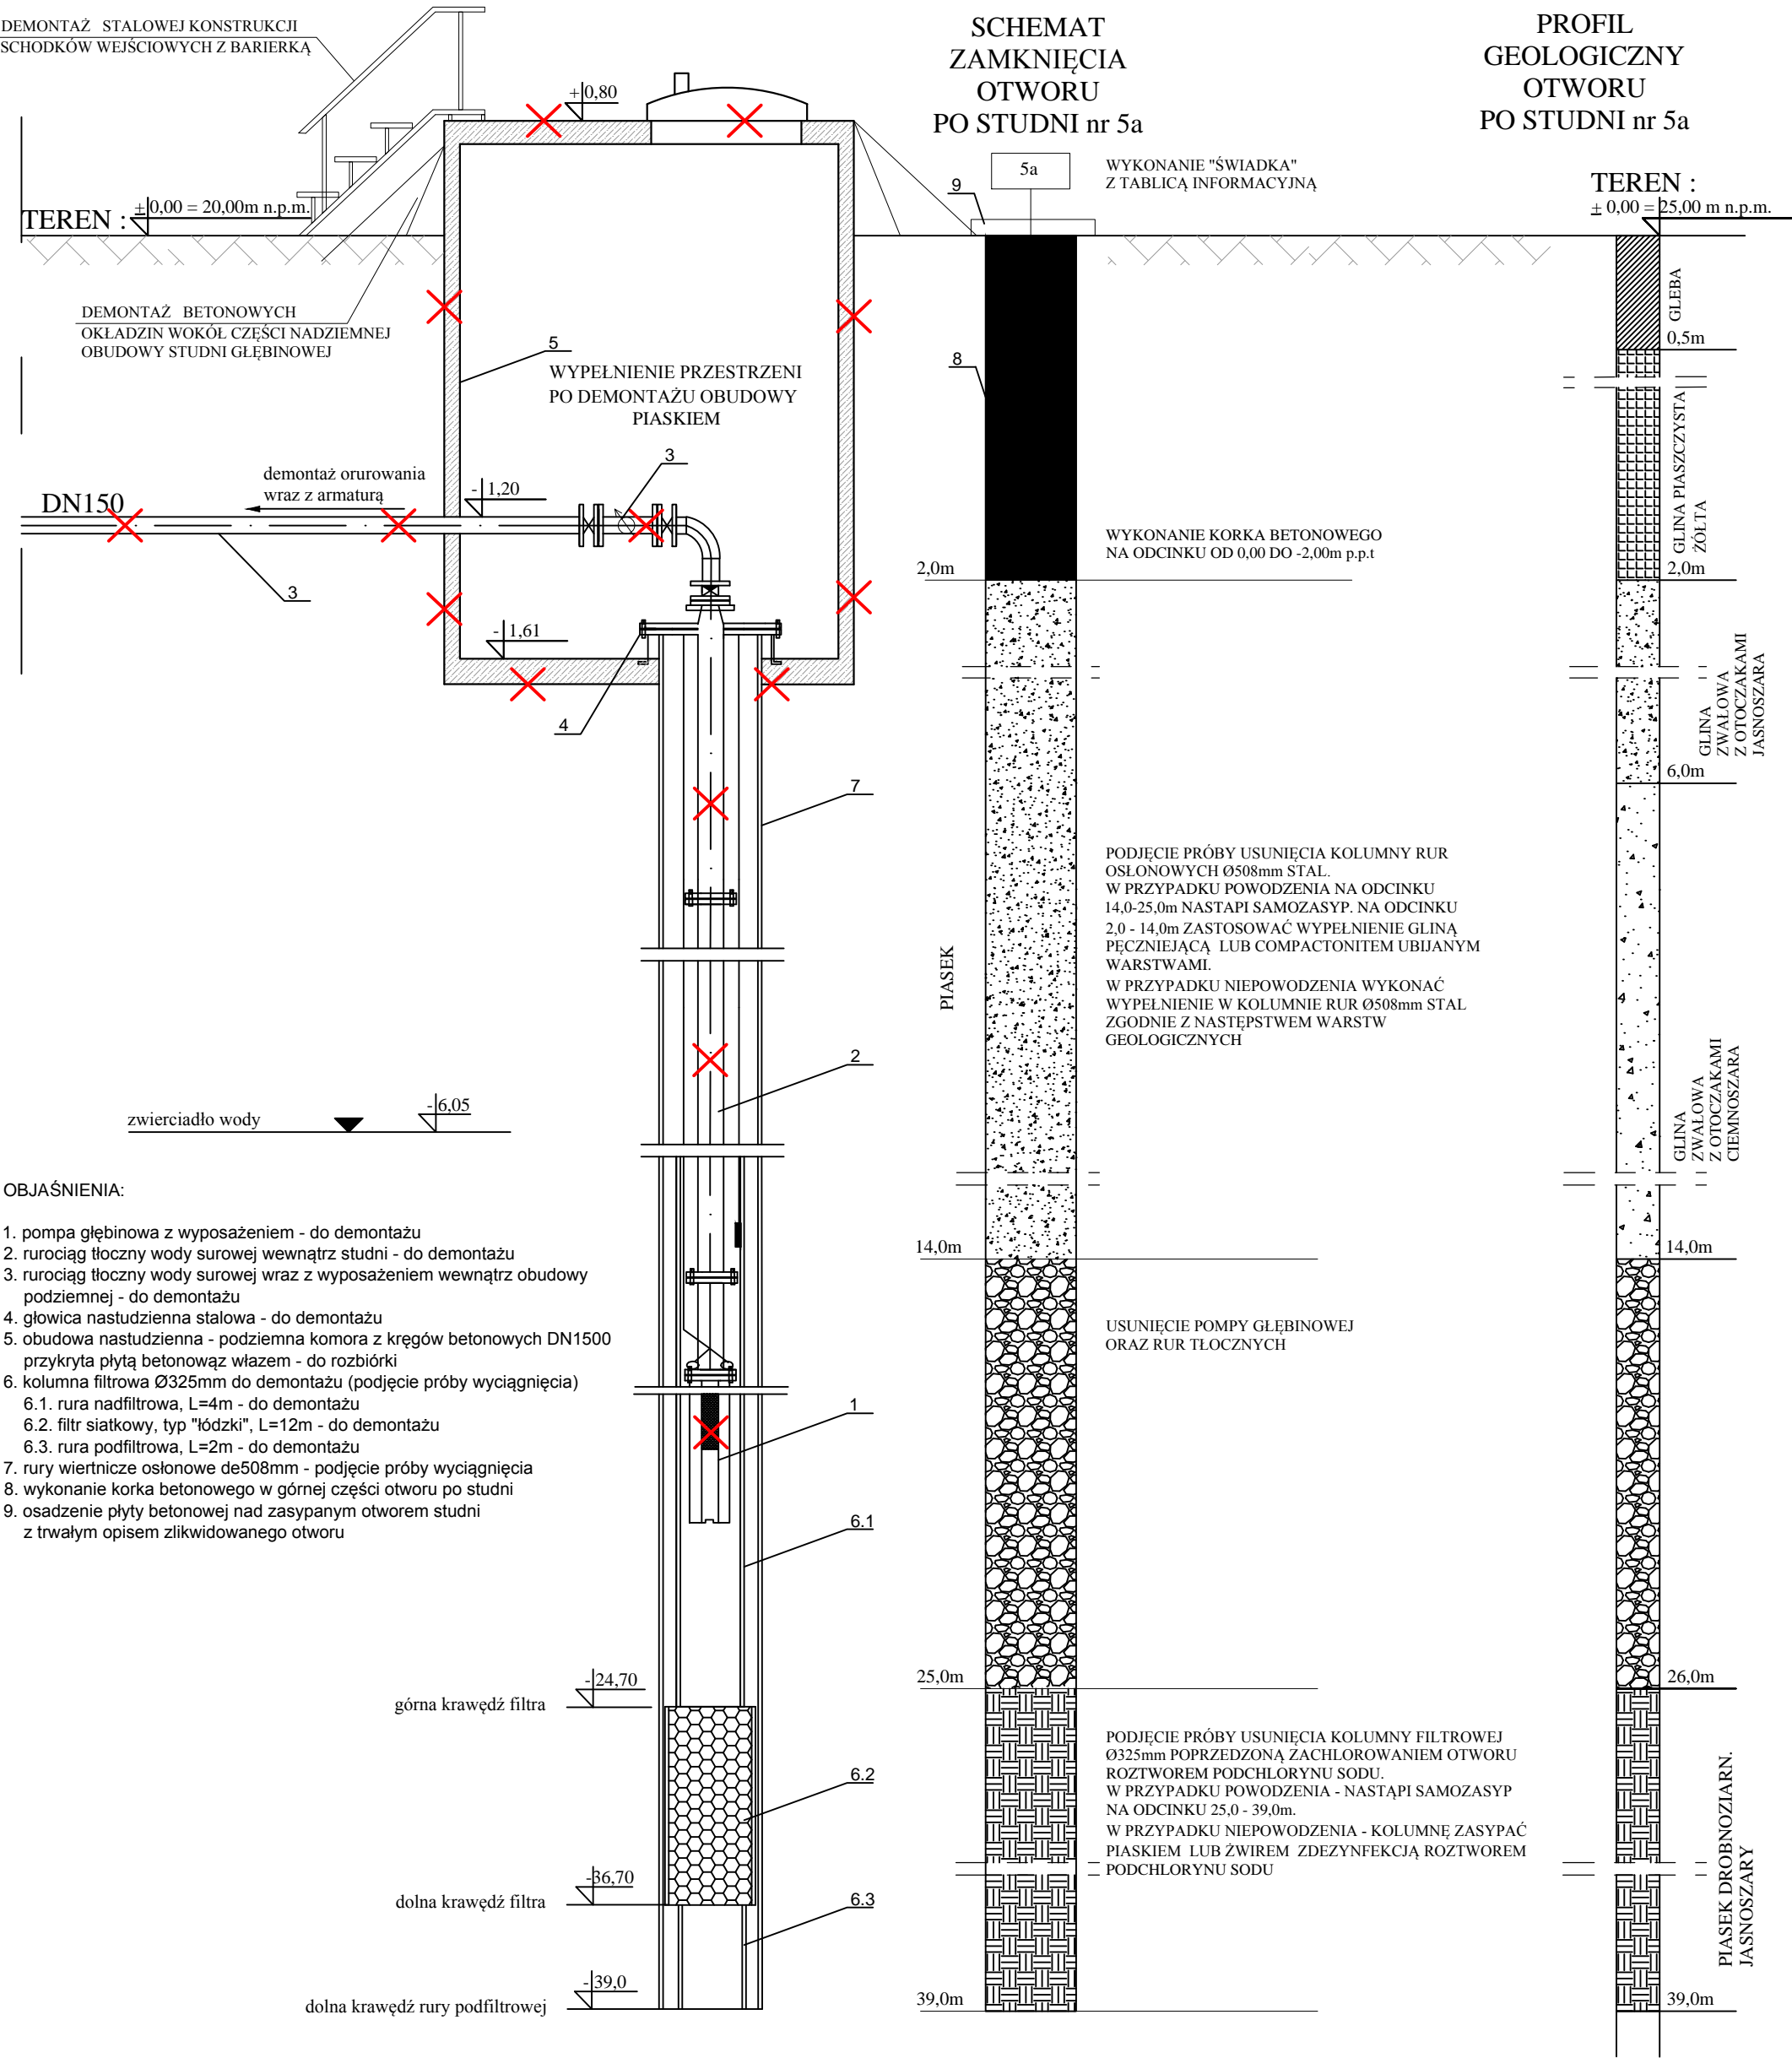 DEMONTAŻ STALOWEJ KONSTRUKCJI
SCHODKÓW WEJŚCIOWYCH Z BARIERKĄ
+0,80
TEREN :
± 0,00 = 20,00m n.p.m.
DEMONTAŻ BETONOWYCH
OKŁADZIN WOKÓŁ CZĘŚCI NADZIEMNEJ
OBUDOWY STUDNI GŁĘBINOWEJ
5
WYPEŁNIENIE PRZESTRZENI
PO DEMONTAŻU OBUDOWY
PIASKIEM
demontaż orurowania
wraz z armaturą
DN150
-1,20
3
3
-1,61
4
7
2
zwierciadło wody
-6,05
OBJAŚNIENIA:
1. pompa głębinowa z wyposażeniem - do demontażu
2. rurociąg tłoczny wody surowej wewnątrz studni - do demontażu
3. rurociąg tłoczny wody surowej wraz z wyposażeniem wewnątrz obudowy
podziemnej - do demontażu
4. głowica nastudzienna stalowa - do demontażu
5. obudowa nastudzienna - podziemna komora z kręgów betonowych DN1500
przykryta płytą betonowąz włazem - do rozbiórki
6. kolumna filtrowa Ø325mm do demontażu (podjęcie próby wyciągnięcia)
6.1. rura nadfiltrowa, L=4m - do demontażu
6.2. filtr siatkowy, typ "łódzki", L=12m - do demontażu
6.3. rura podfiltrowa, L=2m - do demontażu
7. rury wiertnicze osłonowe de508mm - podjęcie próby wyciągnięcia
8. wykonanie korka betonowego w górnej części otworu po studni
9. osadzenie płyty betonowej nad zasypanym otworem studni
z trwałym opisem zlikwidowanego otworu
1
6.1
-24,70
górna krawędź filtra
6.2
-36,70
dolna krawędź filtra
6.3
-39,0
dolna krawędź rury podfiltrowej
SCHEMAT
ZAMKNIĘCIA
OTWORU
PO STUDNI nr 5a
5a
WYKONANIE "ŚWIADKA"
Z TABLICĄ INFORMACYJNĄ
9
8
WYKONANIE KORKA BETONOWEGO
NA ODCINKU OD 0,00 DO -2,00m p.p.t
2,0m
PIASEK
PODJĘCIE PRÓBY USUNIĘCIA KOLUMNY RUR
OSŁONOWYCH Ø508mm STAL.
W PRZYPADKU POWODZENIA NA ODCINKU
14,0-25,0m NASTAPI SAMOZASYP. NA ODCINKU
2,0 - 14,0m ZASTOSOWAĆ WYPEŁNIENIE GLINĄ
PĘCZNIEJĄCĄ LUB COMPACTONITEM UBIJANYM
WARSTWAMI.
W PRZYPADKU NIEPOWODZENIA WYKONAĆ
WYPEŁNIENIE W KOLUMNIE RUR Ø508mm STAL
ZGODNIE Z NASTĘPSTWEM WARSTW
GEOLOGICZNYCH
14,0m
USUNIĘCIE POMPY GŁĘBINOWEJ
ORAZ RUR TŁOCZNYCH
25,0m
PODJĘCIE PRÓBY USUNIĘCIA KOLUMNY FILTROWEJ
Ø325mm POPRZEDZONĄ ZACHLOROWANIEM OTWORU
ROZTWOREM PODCHLORYNU SODU.
W PRZYPADKU POWODZENIA - NASTĄPI SAMOZASYP
NA ODCINKU 25,0 - 39,0m.
W PRZYPADKU NIEPOWODZENIA - KOLUMNĘ ZASYPAĆ
PIASKIEM LUB ŻWIREM ZDEZYNFEKCJĄ ROZTWOREM
PODCHLORYNU SODU
39,0m
PROFIL
GEOLOGICZNY
OTWORU
PO STUDNI nr 5a
TEREN :
± 0,00 = 25,00 m n.p.m.
GLEBA
0,5m
GLINA PIASZCZYSTA
ŻÓŁTA
2,0m
GLINA
ZWAŁOWA
Z OTOCZAKAMI
JASNOSZARA
6,0m
GLINA
ZWAŁOWA
Z OTOCZAKAMI
CIEMNOSZARA
14,0m
26,0m
PIASEK DROBNOZIARN.
JASNOSZARY
39,0m